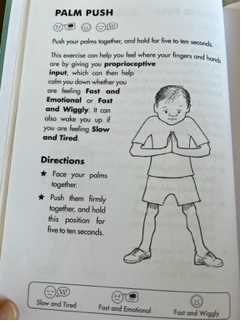 PALM PUSH
Push your palms together, and hold for five to ten seconds.
This exercise can help you feel where your fingers and hands
are by giving you proprioceptive
input, which can then help
calm you down whether you
are feeling Fast and
Emotional or Fast
and Wiggly. It can
also wake you up if
you are feeling Slow
and Tired.
Directions
★ Face your palms
together.
★ Push them firmly
together, and hold
this position for
five to ten seconds.
Slow and Tired
Fast and Emotional
Fast and Wiggly